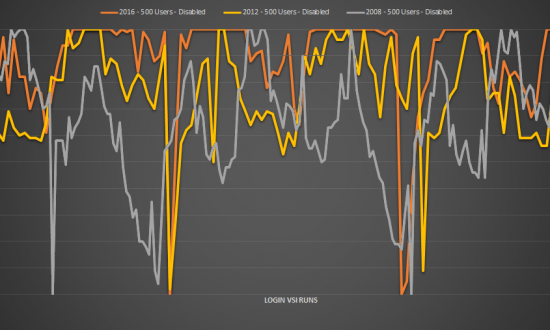 2016 - 500 Users - Disabled 2012 - 500 Users - Disabled 2008 - 500 Users - Disabled
LOGIN VSI RUNS